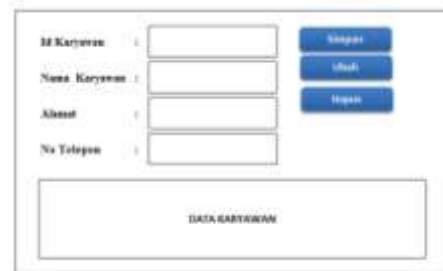 Id Karyawan :
Simpan
Nama Karyawan :
Ubah
Alamat :
Hapus
No Telepon :
DATA KARYAWAN